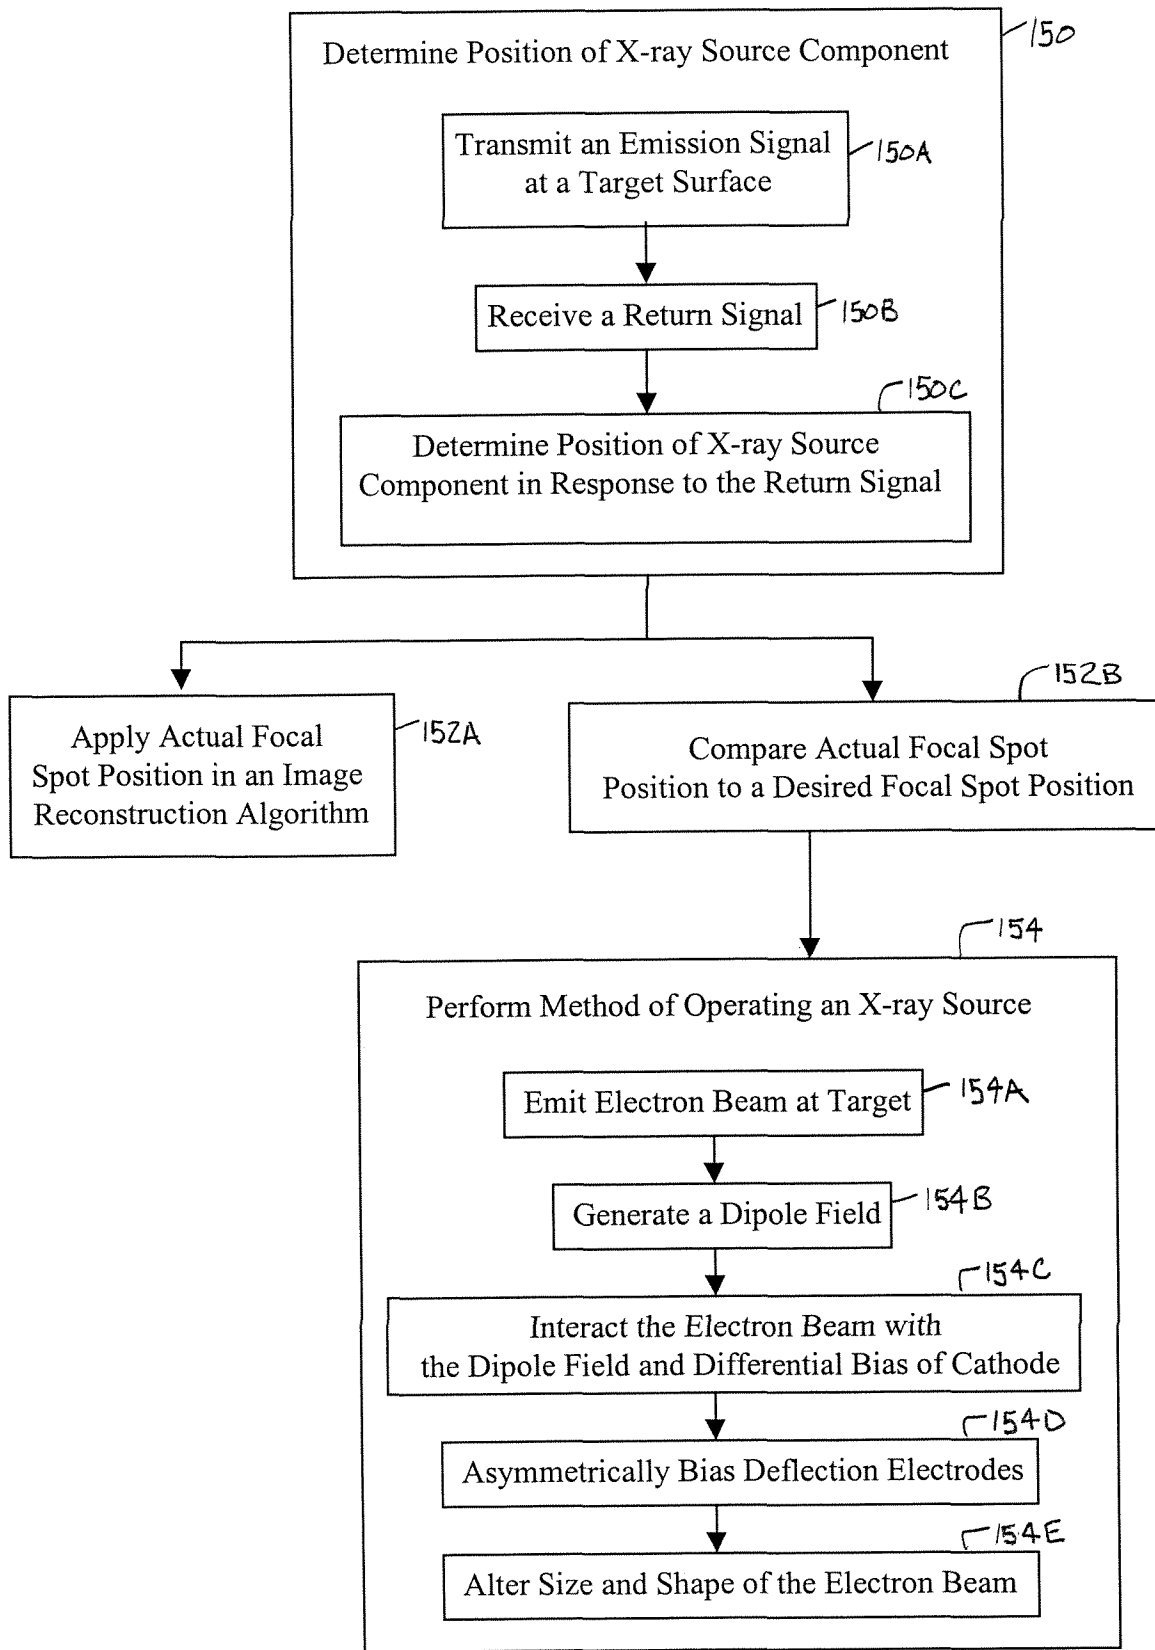 Determine Position of X-ray Source Component
150
Transmit an Emission Signal
at a Target Surface
150A
Receive a Return Signal
150B
150C
Determine Position of X-ray Source
Component in Response to the Return Signal
Apply Actual Focal
Spot Position in an Image
Reconstruction Algorithm
152A
152B
Compare Actual Focal Spot
Position to a Desired Focal Spot Position
154
Perform Method of Operating an X-ray Source
Emit Electron Beam at Target
154A
Generate a Dipole Field
154B
154C
Interact the Electron Beam with
the Dipole Field and Differential Bias of Cathode
154D
Asymmetrically Bias Deflection Electrodes
154E
Alter Size and Shape of the Electron Beam